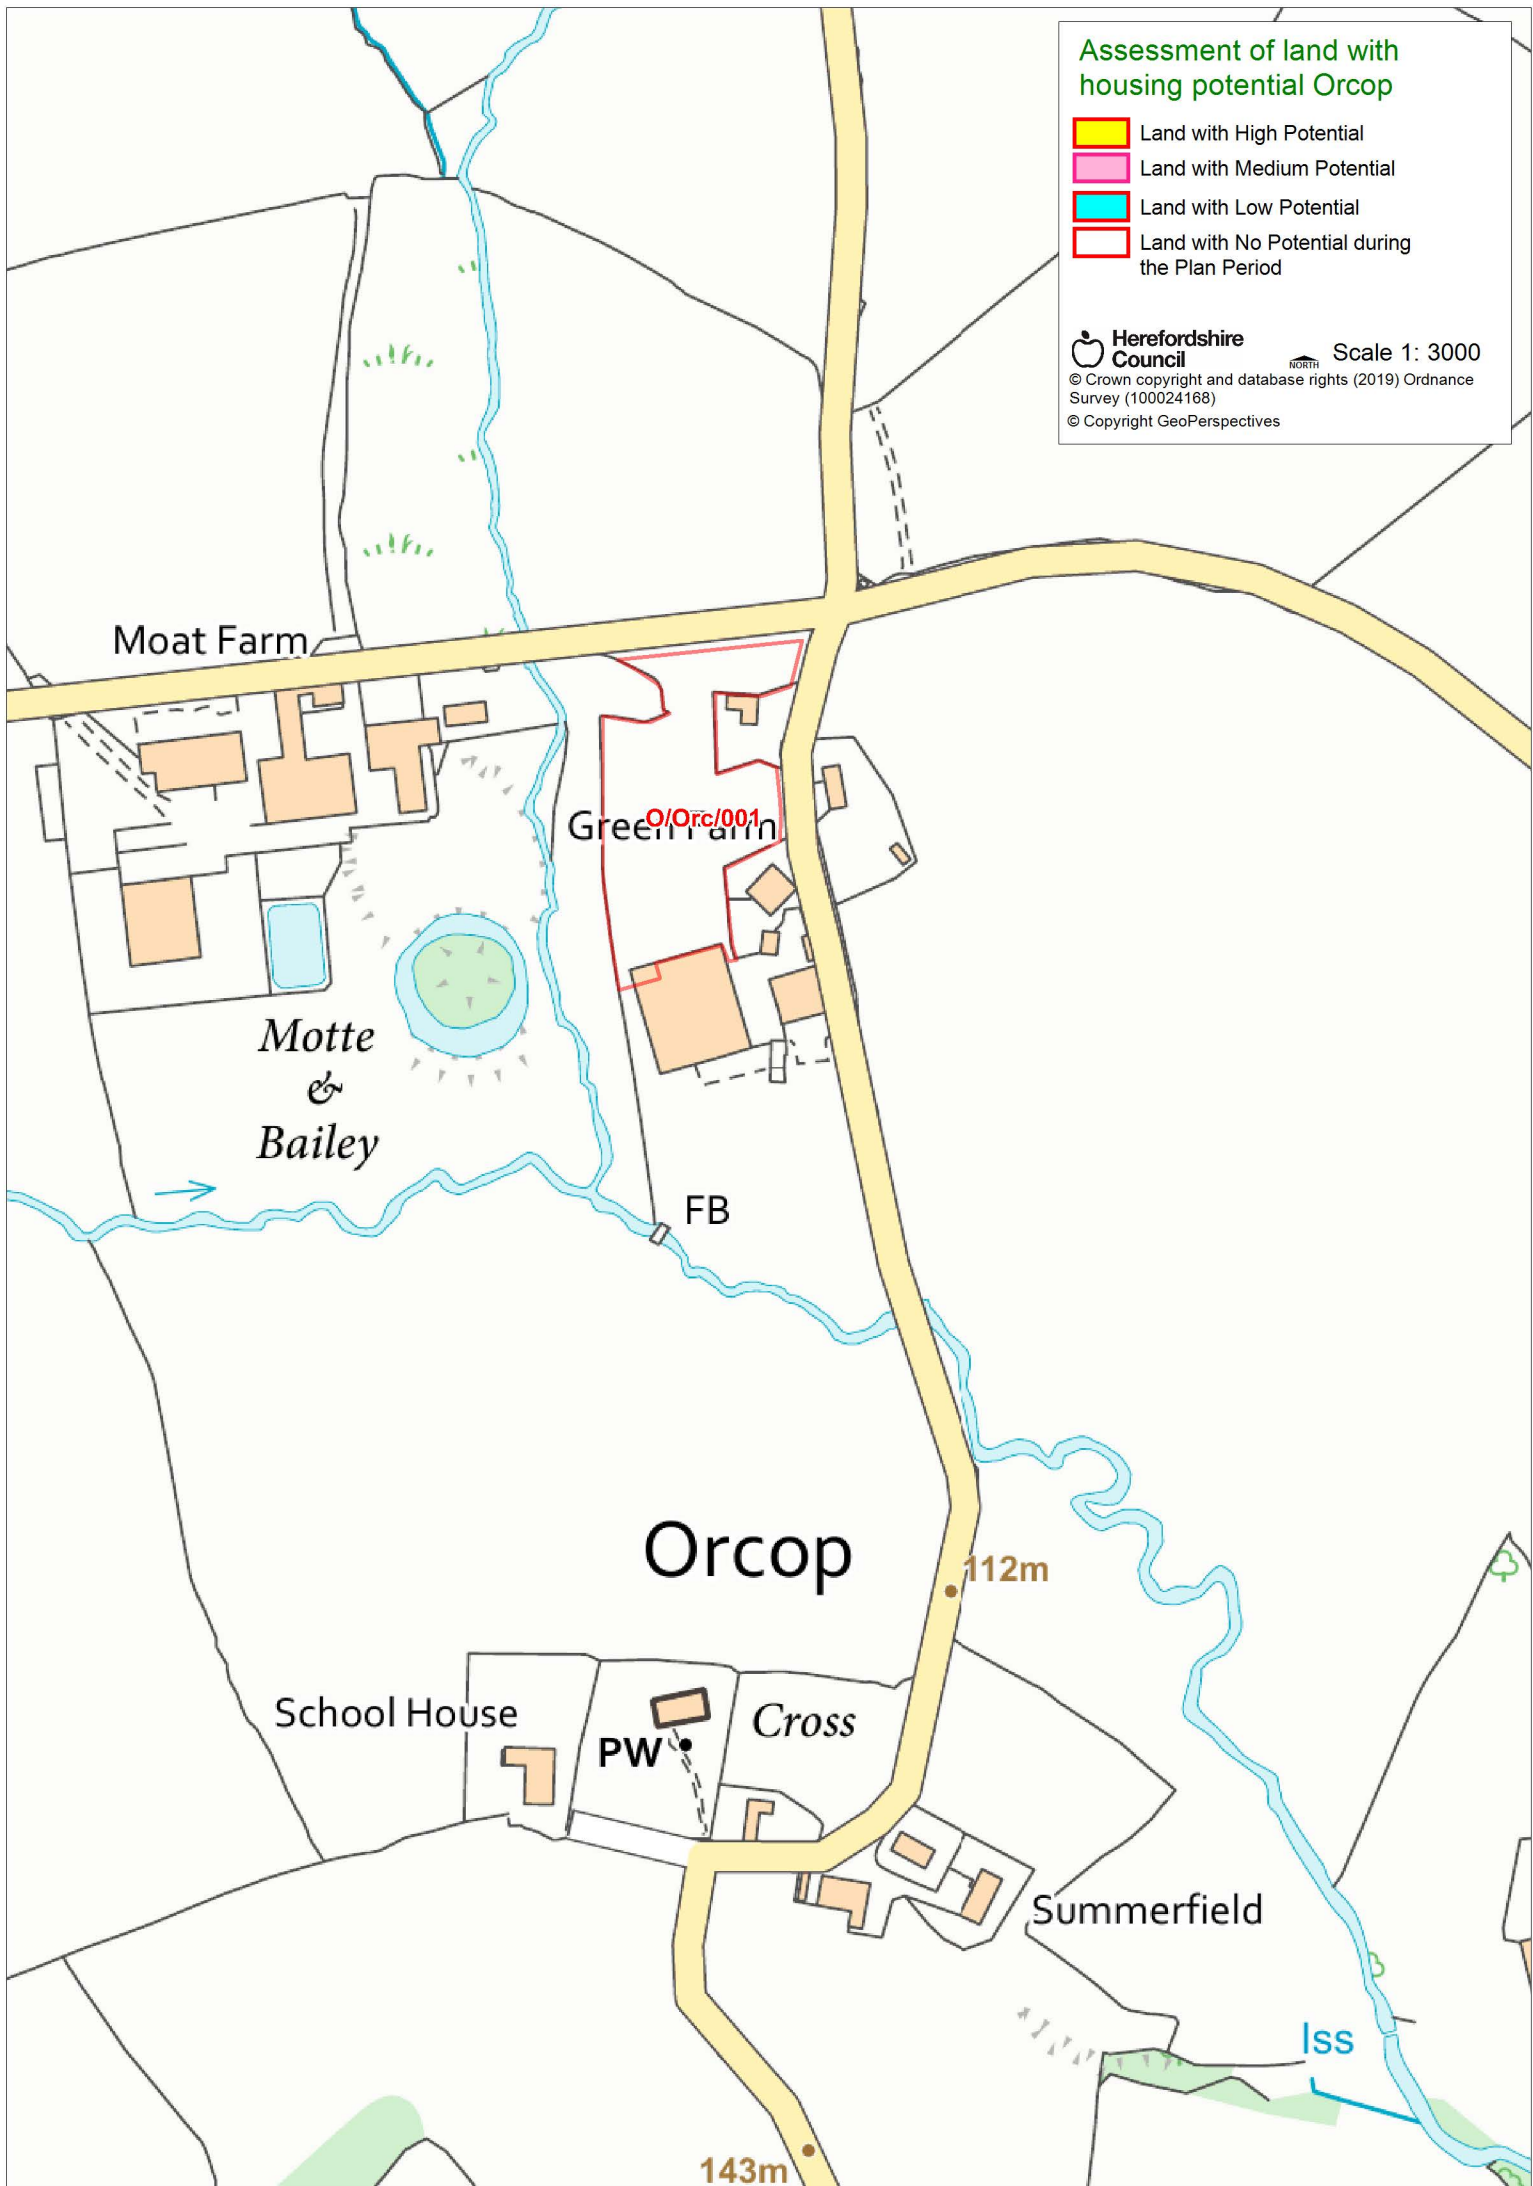 Assessment of land with
housing potential Orcop
Land with High Potential
Land with Medium Potential
Land with Low Potential
Land with No Potential during
the Plan Period
Herefordshire
Council
NORTH
Scale 1: 3000
© Crown copyright and database rights (2019) Ordnance
Survey (100024168)
© Copyright GeoPerspectives
Moat Farm
Green Farm
O/Orc/001
Motte
&
Bailey
FB
Orcop
112m
School House
PW
Cross
Summerfield
Iss
143m